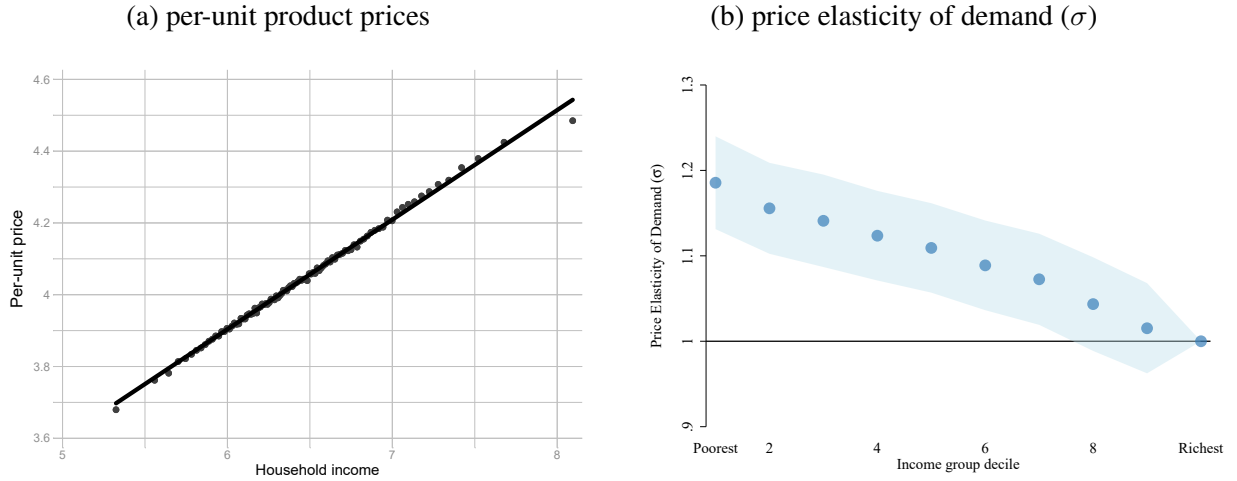 (a) per-unit product prices
4.6
4.4
4.2
4
3.8
3.6
Per-unit price
5
6
7
8
Household income
(b) price elasticity of demand (σ)
1.3
1.2
1.1
1
.9
Price Elasticity of Demand (σ)
Poorest
2
4
6
8
Richest
Income group decile